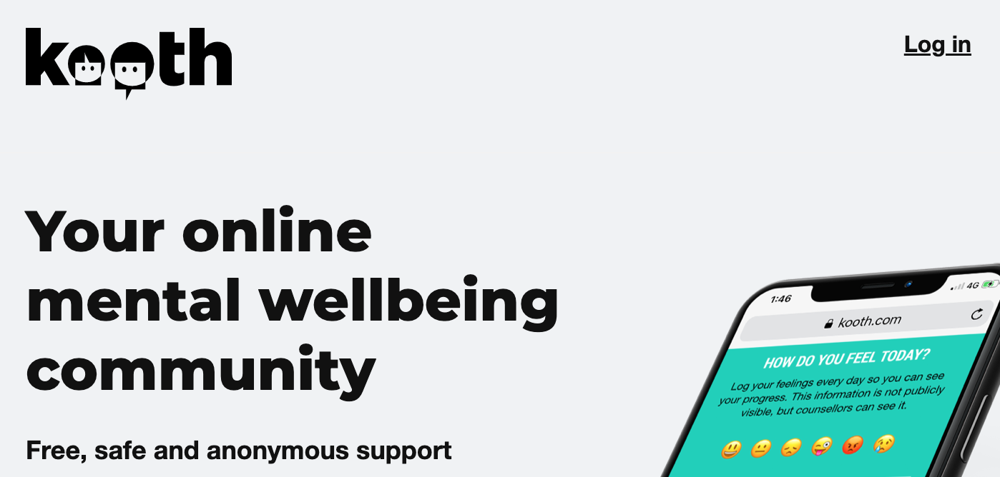 kooth
Log in
Your online
mental wellbeing
community
Free, safe and anonymous support
1:46
4G
kooth.com
HOW DO YOU FEEL TODAY?
Log your feelings every day so you can see
your progress. This information is not publicly
visible, but counsellors can see it.